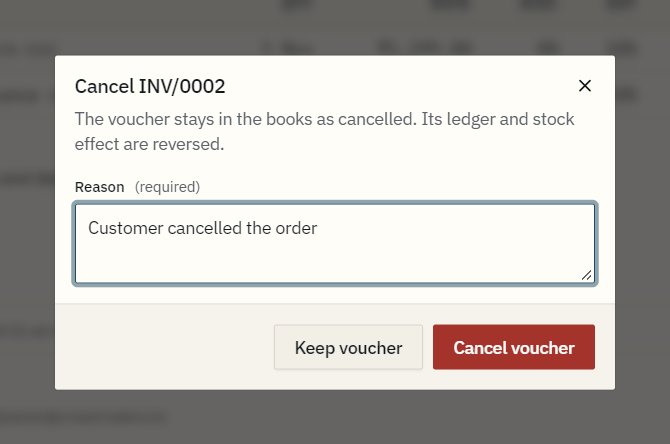 Cancel INV/0002
The voucher stays in the books as cancelled. Its ledger and stock
effect are reversed.
Reason (required)
Customer cancelled the order
Keep voucher
Cancel voucher